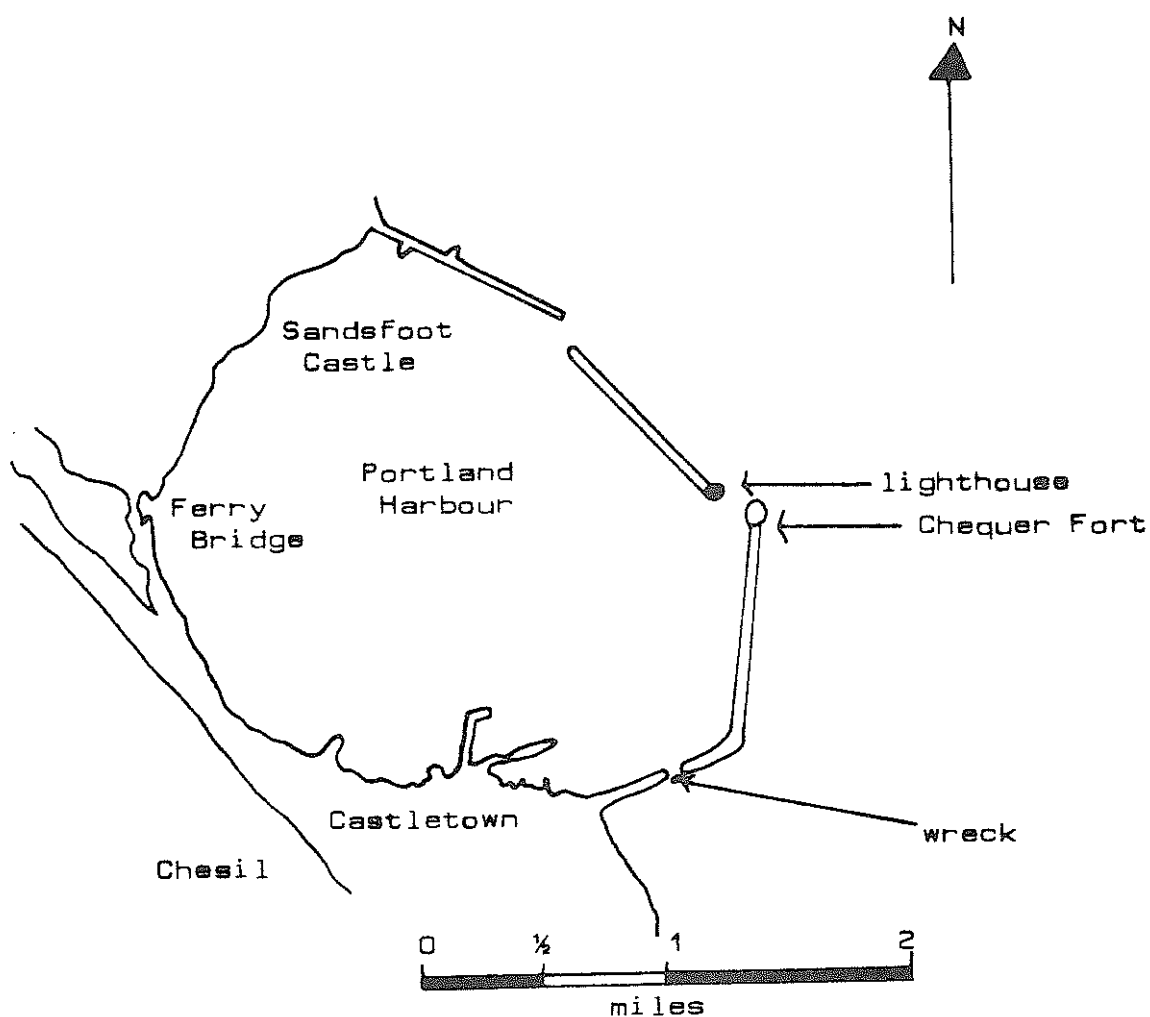 N
Sandsfoot
Castle
Portland
Harbour
lighthouse
Ferry
Bridge
Chequer Fort
Castletown
wreck
Chesil
0 ½ 1 2
miles